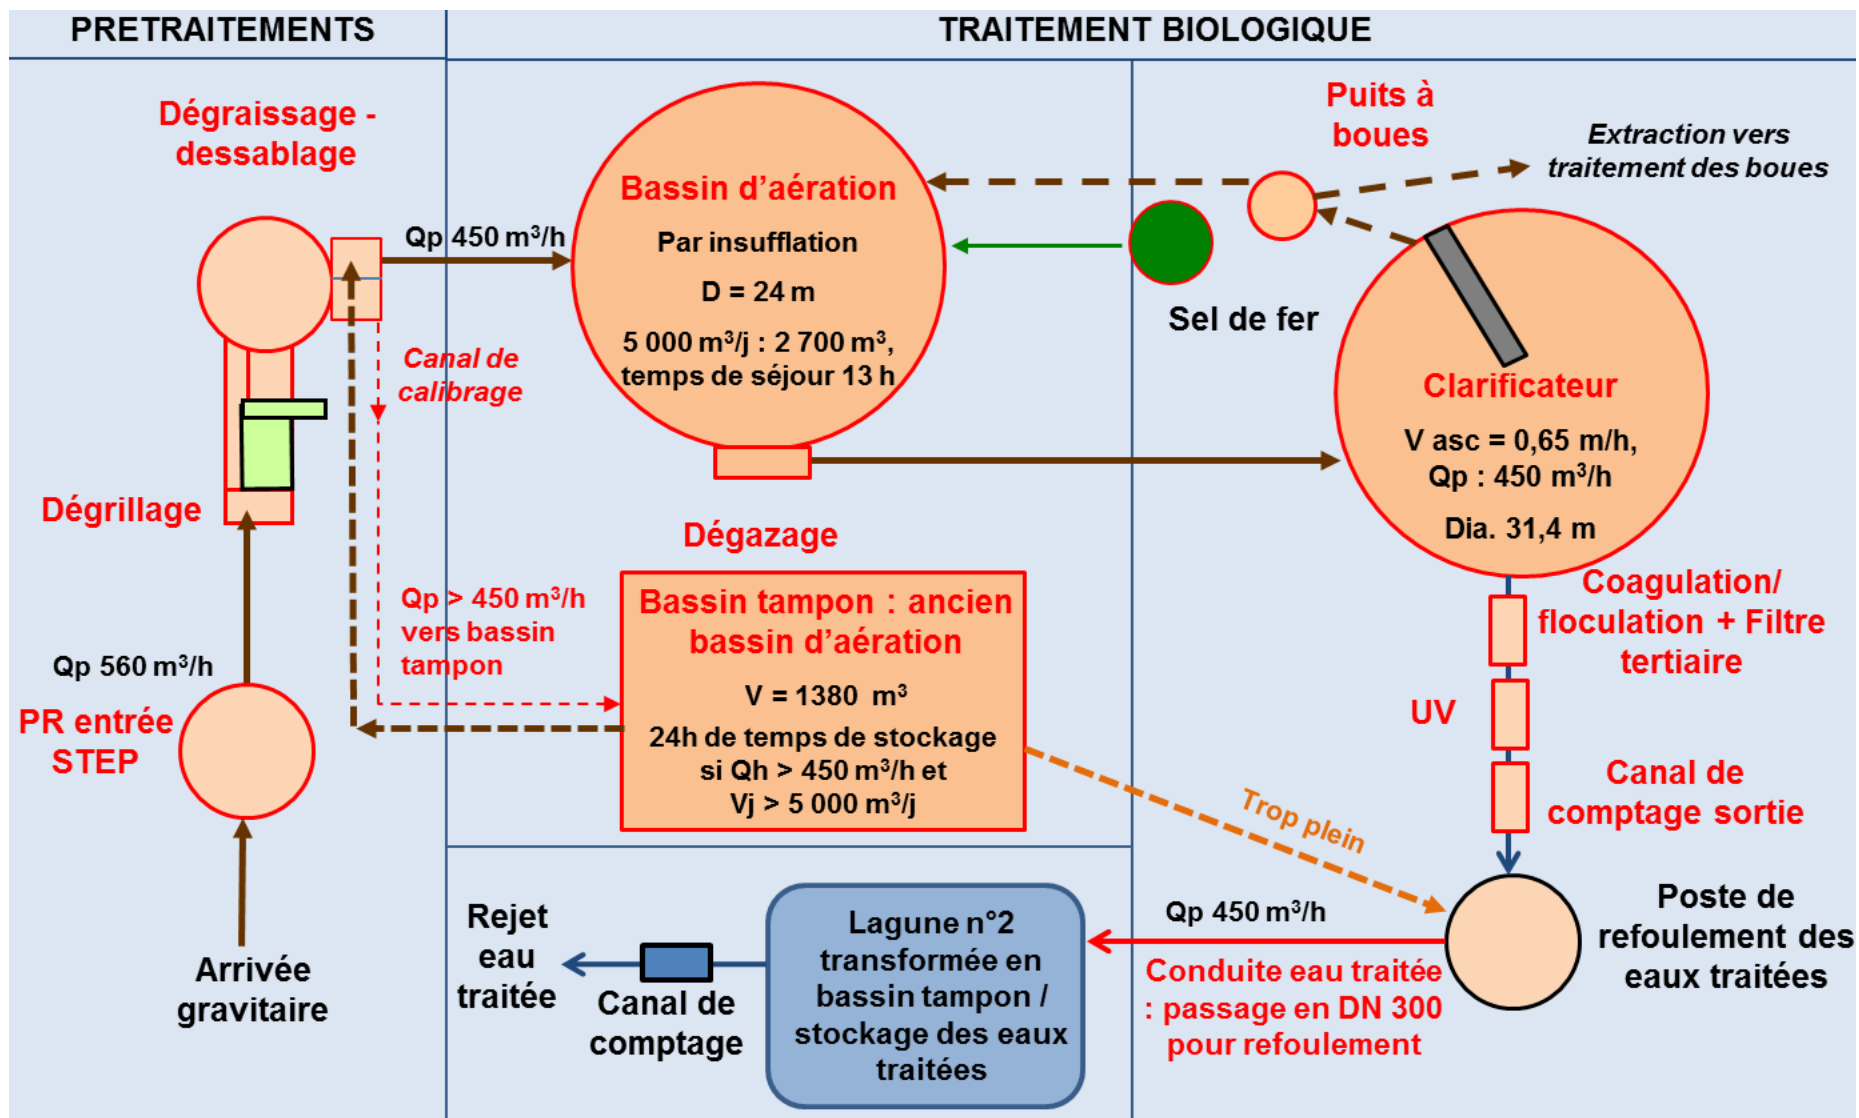 PRETRAITEMENTS
TRAITEMENT BIOLOGIQUE
Dégraissage -
dessablage
Qp 450 m³/h
Canal de
calibrage
Dégrillage
Qp > 450 m³/h
vers bassin
tampon
Qp 560 m³/h
PR entrée
STEP
Arrivée
gravitaire
Bassin d’aération
Par insufflation
D = 24 m
5 000 m³/j : 2 700 m³,
temps de séjour 13 h
Dégazage
Bassin tampon : ancien
bassin d’aération
V = 1380 m³
24h de temps de stockage
si Qh > 450 m³/h et
Vj > 5 000 m³/j
Puits à
boues
Extraction vers
traitement des boues
Sel de fer
Clarificateur
V asc = 0,65 m/h,
Qp : 450 m³/h
Dia. 31,4 m
Coagulation/
floculation + Filtre
tertiaire
UV
Canal de
comptage sortie
Trop plein
Poste de
refoulement des
eaux traitées
Qp 450 m³/h
Conduite eau traitée
: passage en DN 300
pour refoulement
Lagune n°2
transformée en
bassin tampon /
stockage des eaux
traitées
Canal de
comptage
Rejet
eau
traitée